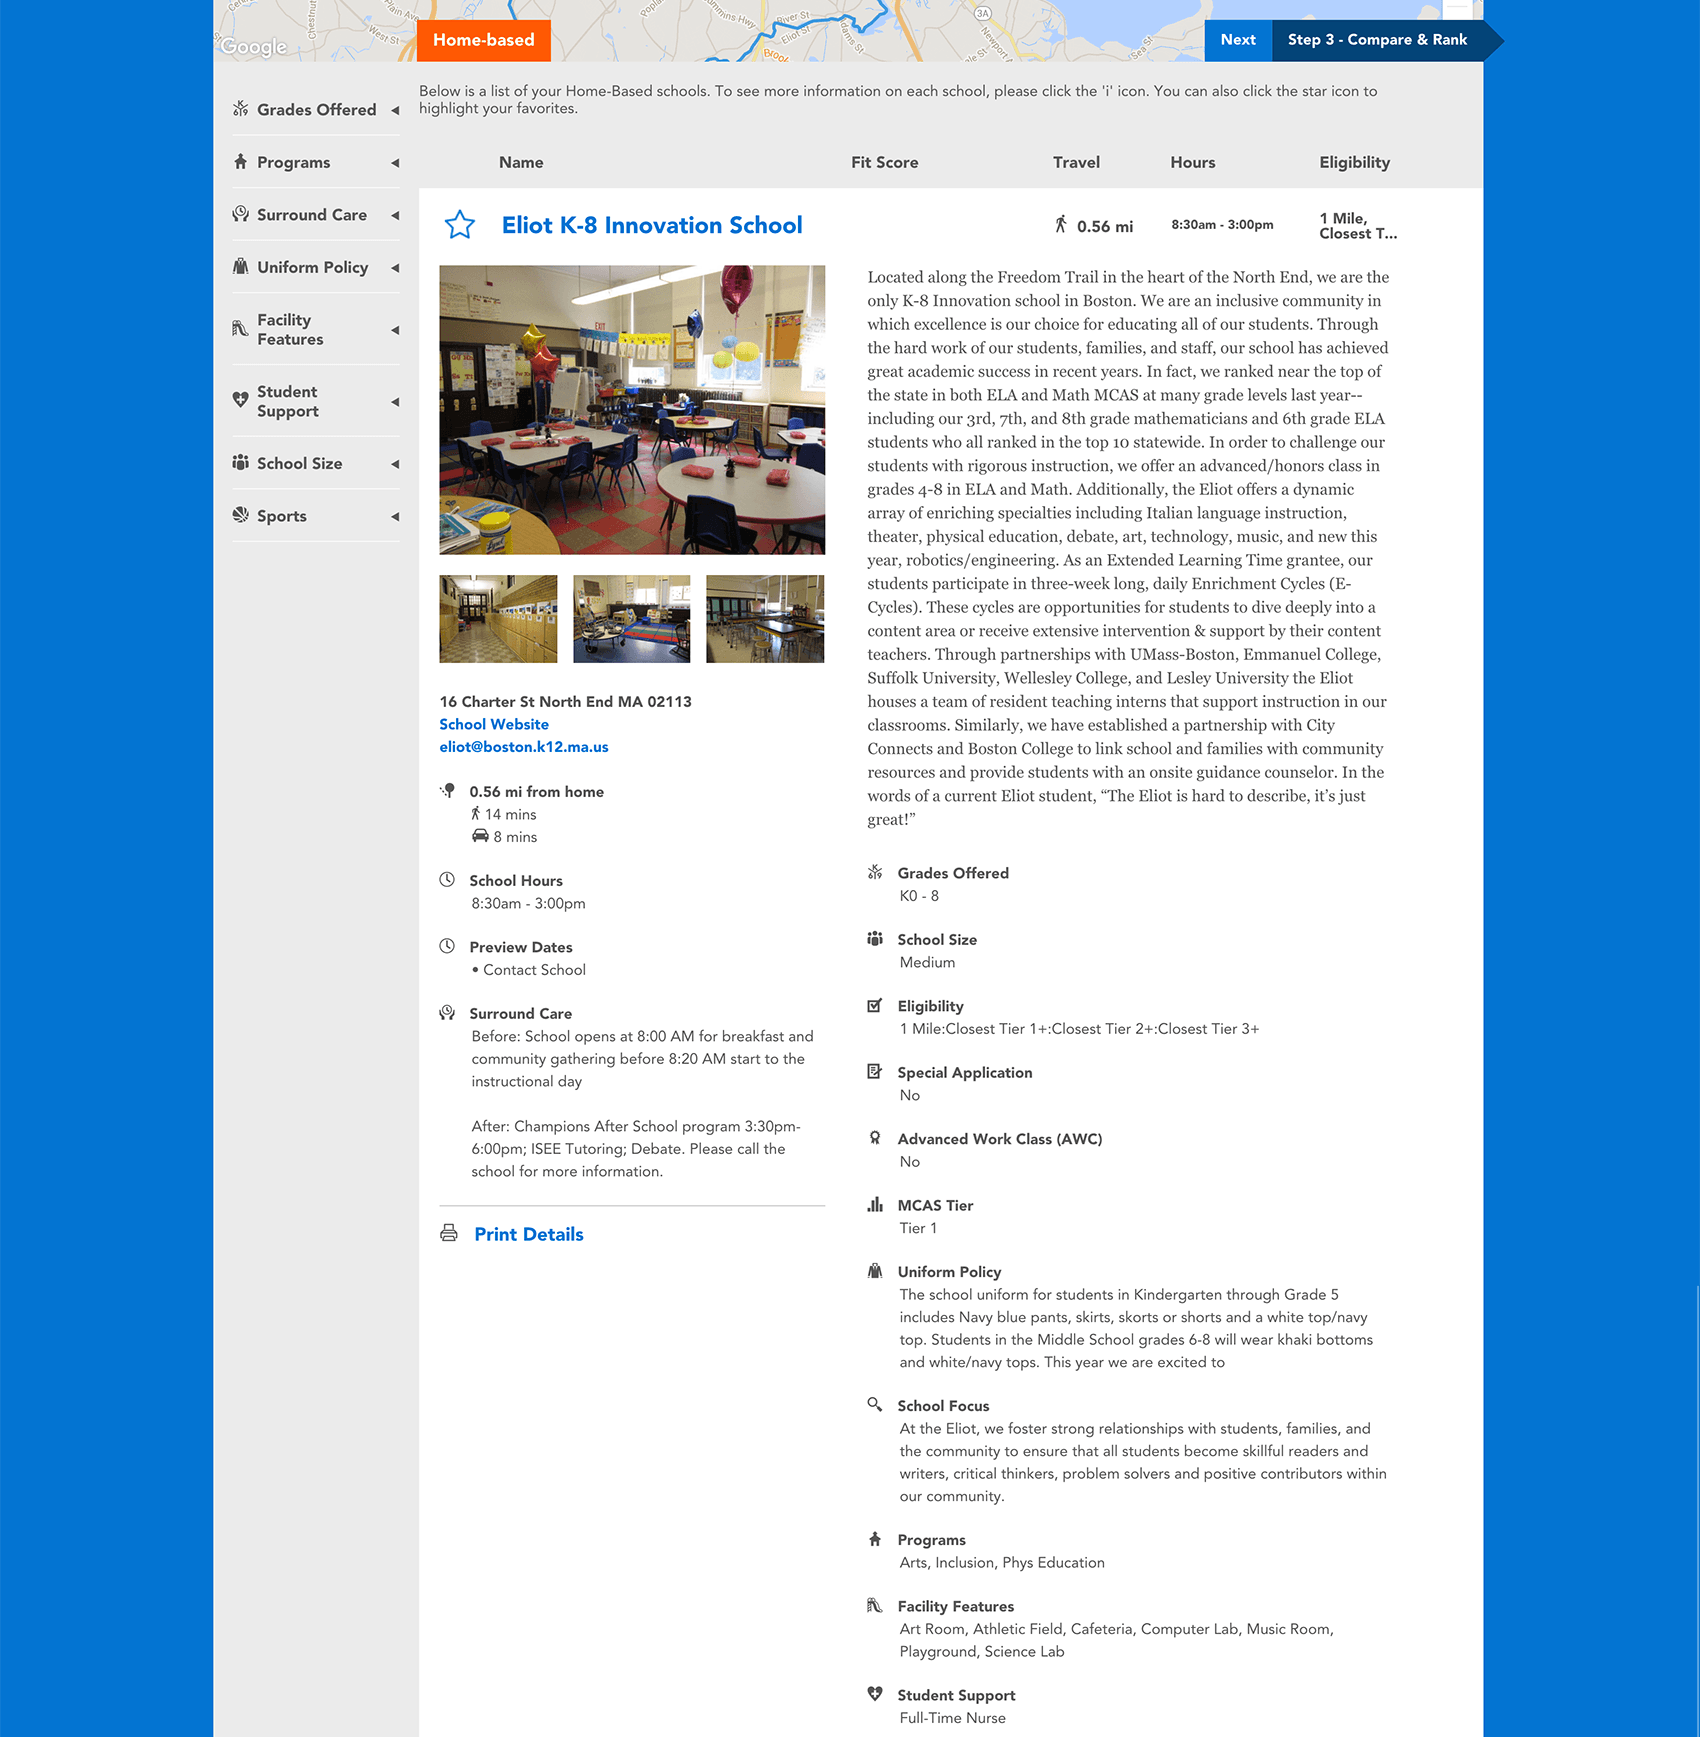 Google
Home-based
Next
Step 3 - Compare & Rank
3A
Grades Offered
Programs
Surround Care
Uniform Policy
Facility
Features
Student
Support
School Size
Sports
Below is a list of your Home-Based schools. To see more information on each school, please click the 'i' icon. You can also click the star icon to
highlight your favorites.
Name Fit Score Travel Hours Eligibility
Eliot K-8 Innovation School 0.56 mi 8:30am - 3:00pm 1 Mile,
Closest T...
Located along the Freedom Trail in the heart of the North End, we are the
only K-8 Innovation school in Boston. We are an inclusive community in
which excellence is our choice for educating all of our students. Through
the hard work of our students, families, and staff, our school has achieved
great academic success in recent years. In fact, we ranked near the top of
the state in both ELA and Math MCAS at many grade levels last year--
including our 3rd, 7th, and 8th grade mathematicians and 6th grade ELA
students who all ranked in the top 10 statewide. In order to challenge our
students with rigorous instruction, we offer an advanced/honors class in
grades 4-8 in ELA and Math. Additionally, the Eliot offers a dynamic
array of enriching specialties including Italian language instruction,
theater, physical education, debate, art, technology, music, and new this
year, robotics/engineering. As an Extended Learning Time grantee, our
students participate in three-week long, daily Enrichment Cycles (E-
Cycles). These cycles are opportunities for students to dive deeply into a
content area or receive extensive intervention & support by their content
teachers. Through partnerships with UMass-Boston, Emmanuel College,
Suffolk University, Wellesley College, and Lesley University the Eliot
houses a team of resident teaching interns that support instruction in our
classrooms. Similarly, we have established a partnership with City
Connects and Boston College to link school and families with community
resources and provide students with an onsite guidance counselor. In the
words of a current Eliot student, “The Eliot is hard to describe, it’s just
great!”
16 Charter St North End MA 02113
School Website
eliot@boston.k12.ma.us
0.56 mi from home
14 mins
8 mins
School Hours
8:30am - 3:00pm
Preview Dates
• Contact School
Surround Care
Before: School opens at 8:00 AM for breakfast and
community gathering before 8:20 AM start to the
instructional day
After: Champions After School program 3:30pm-
6:00pm; ISEE Tutoring; Debate. Please call the
school for more information.
Print Details
Grades Offered
K0 - 8
School Size
Medium
Eligibility
1 Mile:Closest Tier 1+:Closest Tier 2+:Closest Tier 3+
Special Application
No
Advanced Work Class (AWC)
No
MCAS Tier
Tier 1
Uniform Policy
The school uniform for students in Kindergarten through Grade 5
includes Navy blue pants, skirts, skorts or shorts and a white top/navy
top. Students in the Middle School grades 6-8 will wear khaki bottoms
and white/navy tops. This year we are excited to
School Focus
At the Eliot, we foster strong relationships with students, families, and
the community to ensure that all students become skillful readers and
writers, critical thinkers, problem solvers and positive contributors within
our community.
Programs
Arts, Inclusion, Phys Education
Facility Features
Art Room, Athletic Field, Cafeteria, Computer Lab, Music Room,
Playground, Science Lab
Student Support
Full-Time Nurse